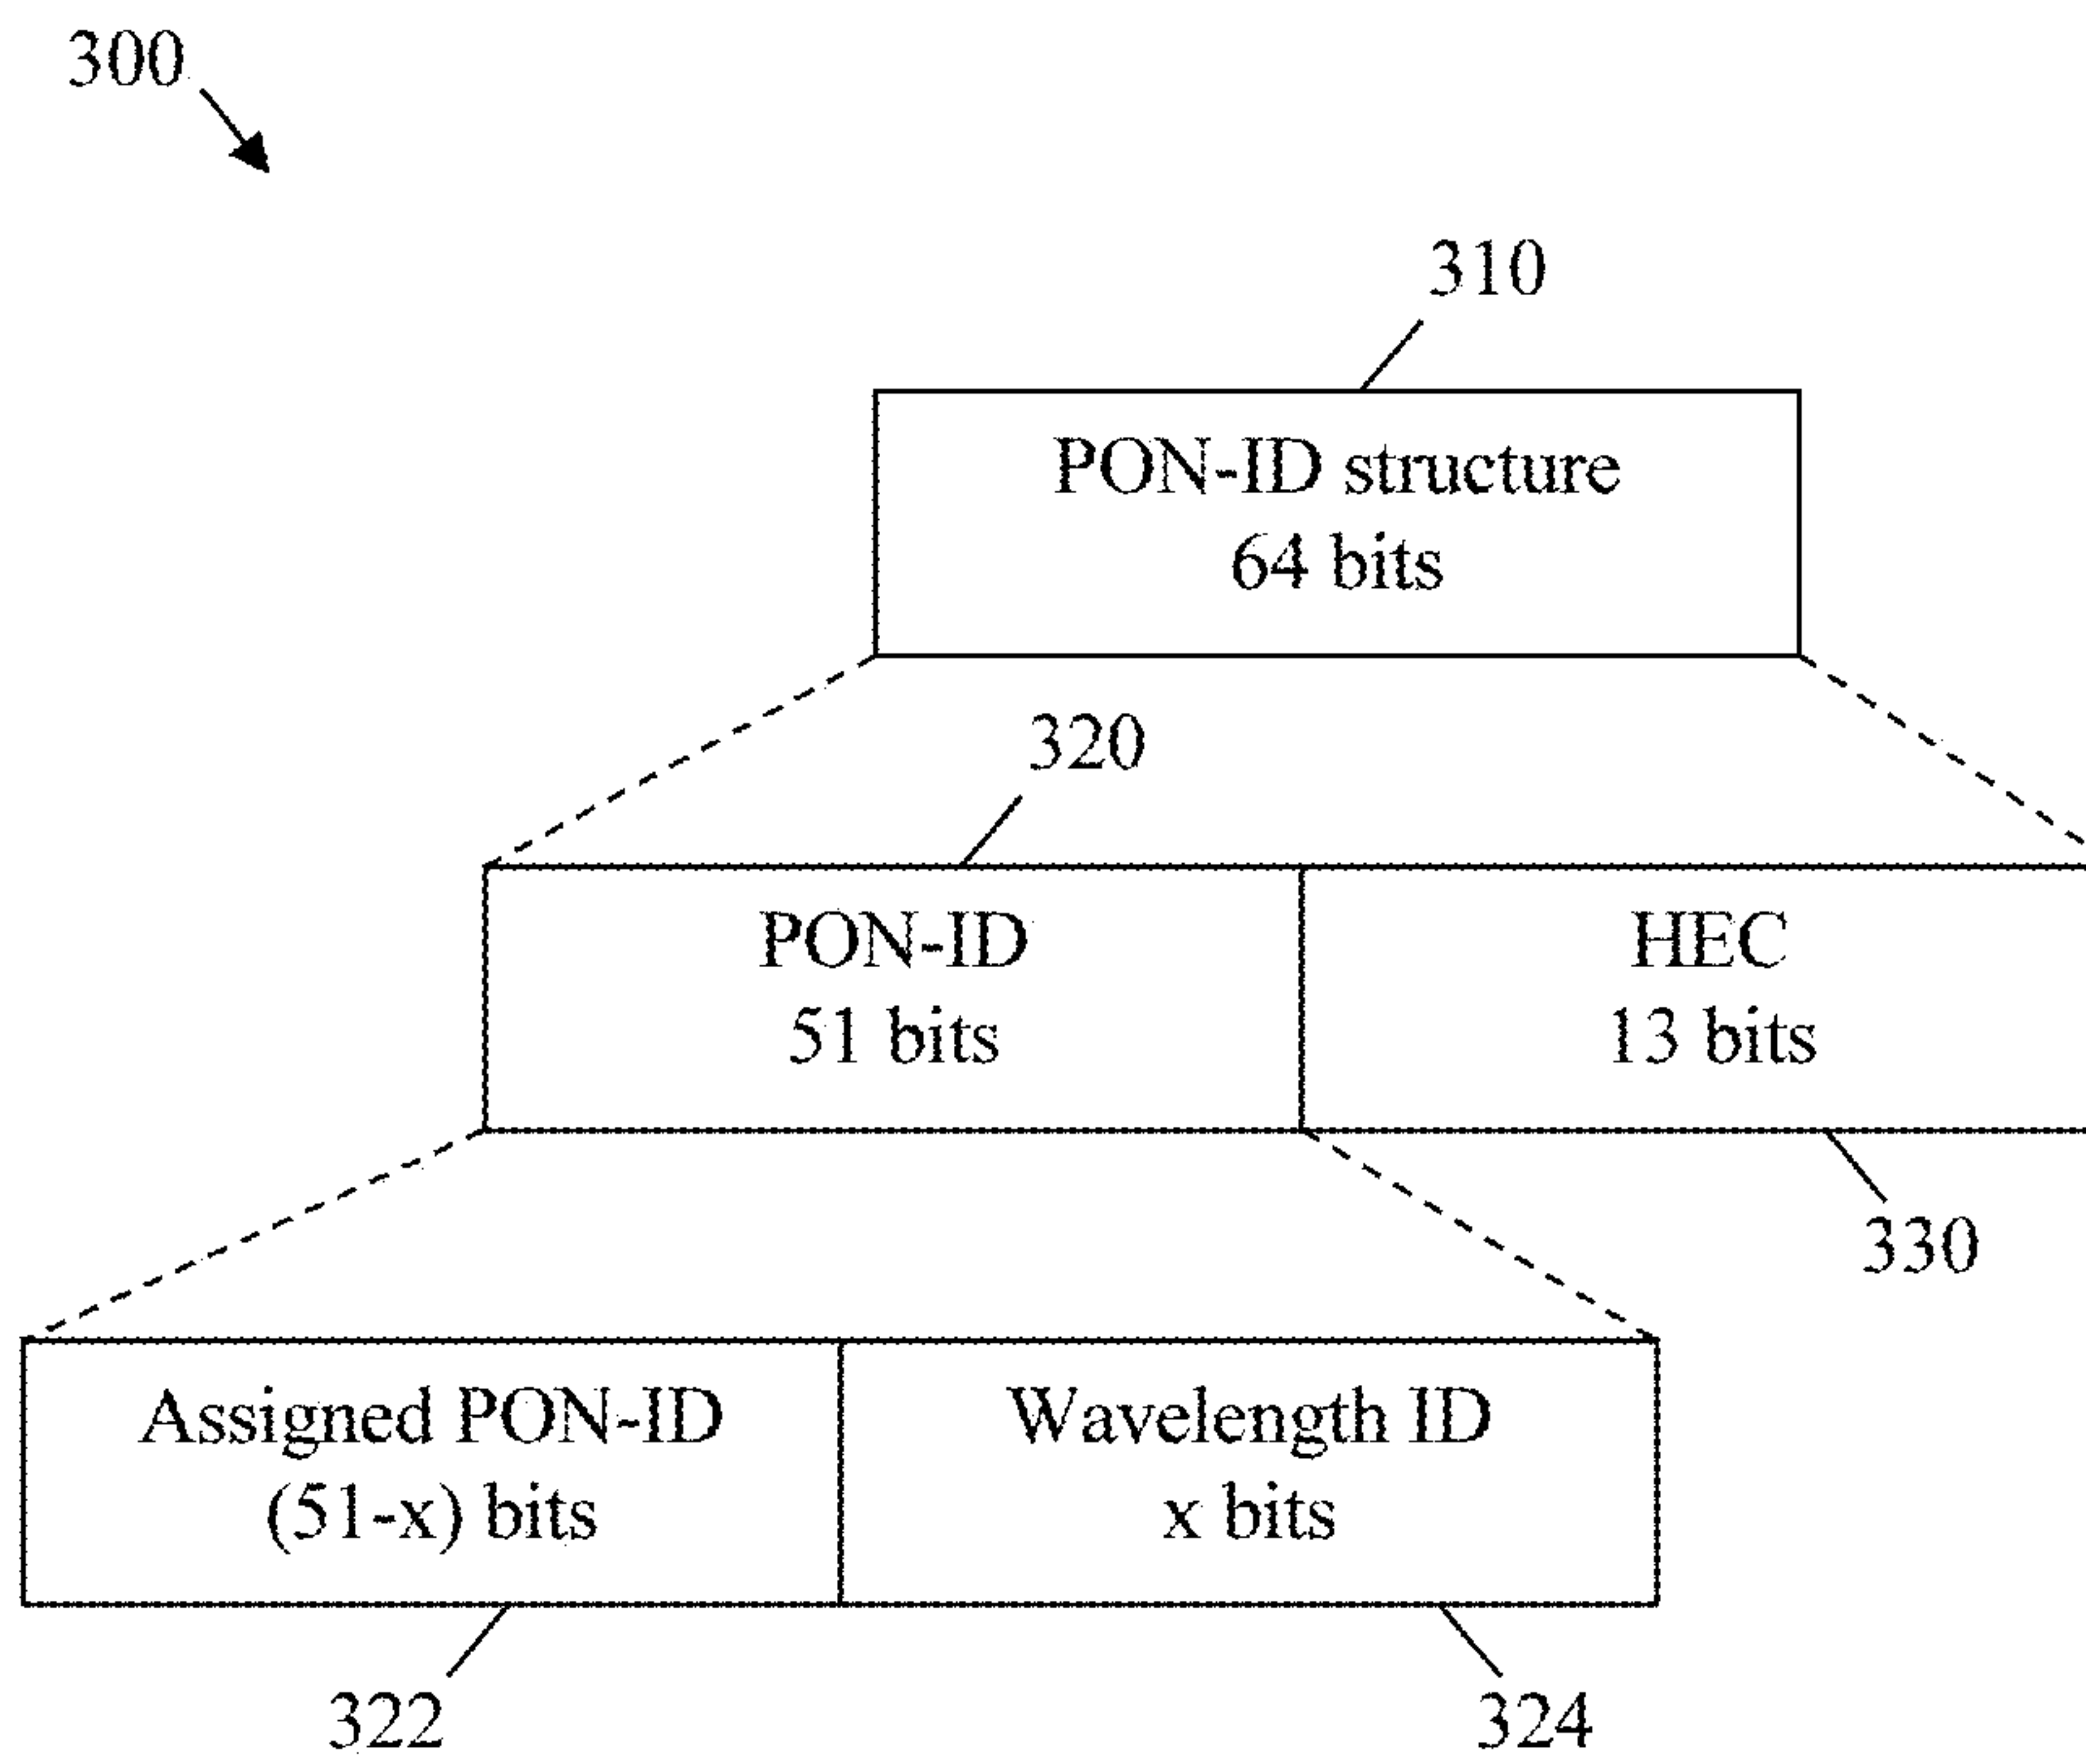 300
310
PON-ID structure
64 bits
320
PON-ID
51 bits
HEC
13 bits
330
Assigned PON-ID
(51-x) bits
Wavelength ID
x bits
322
324